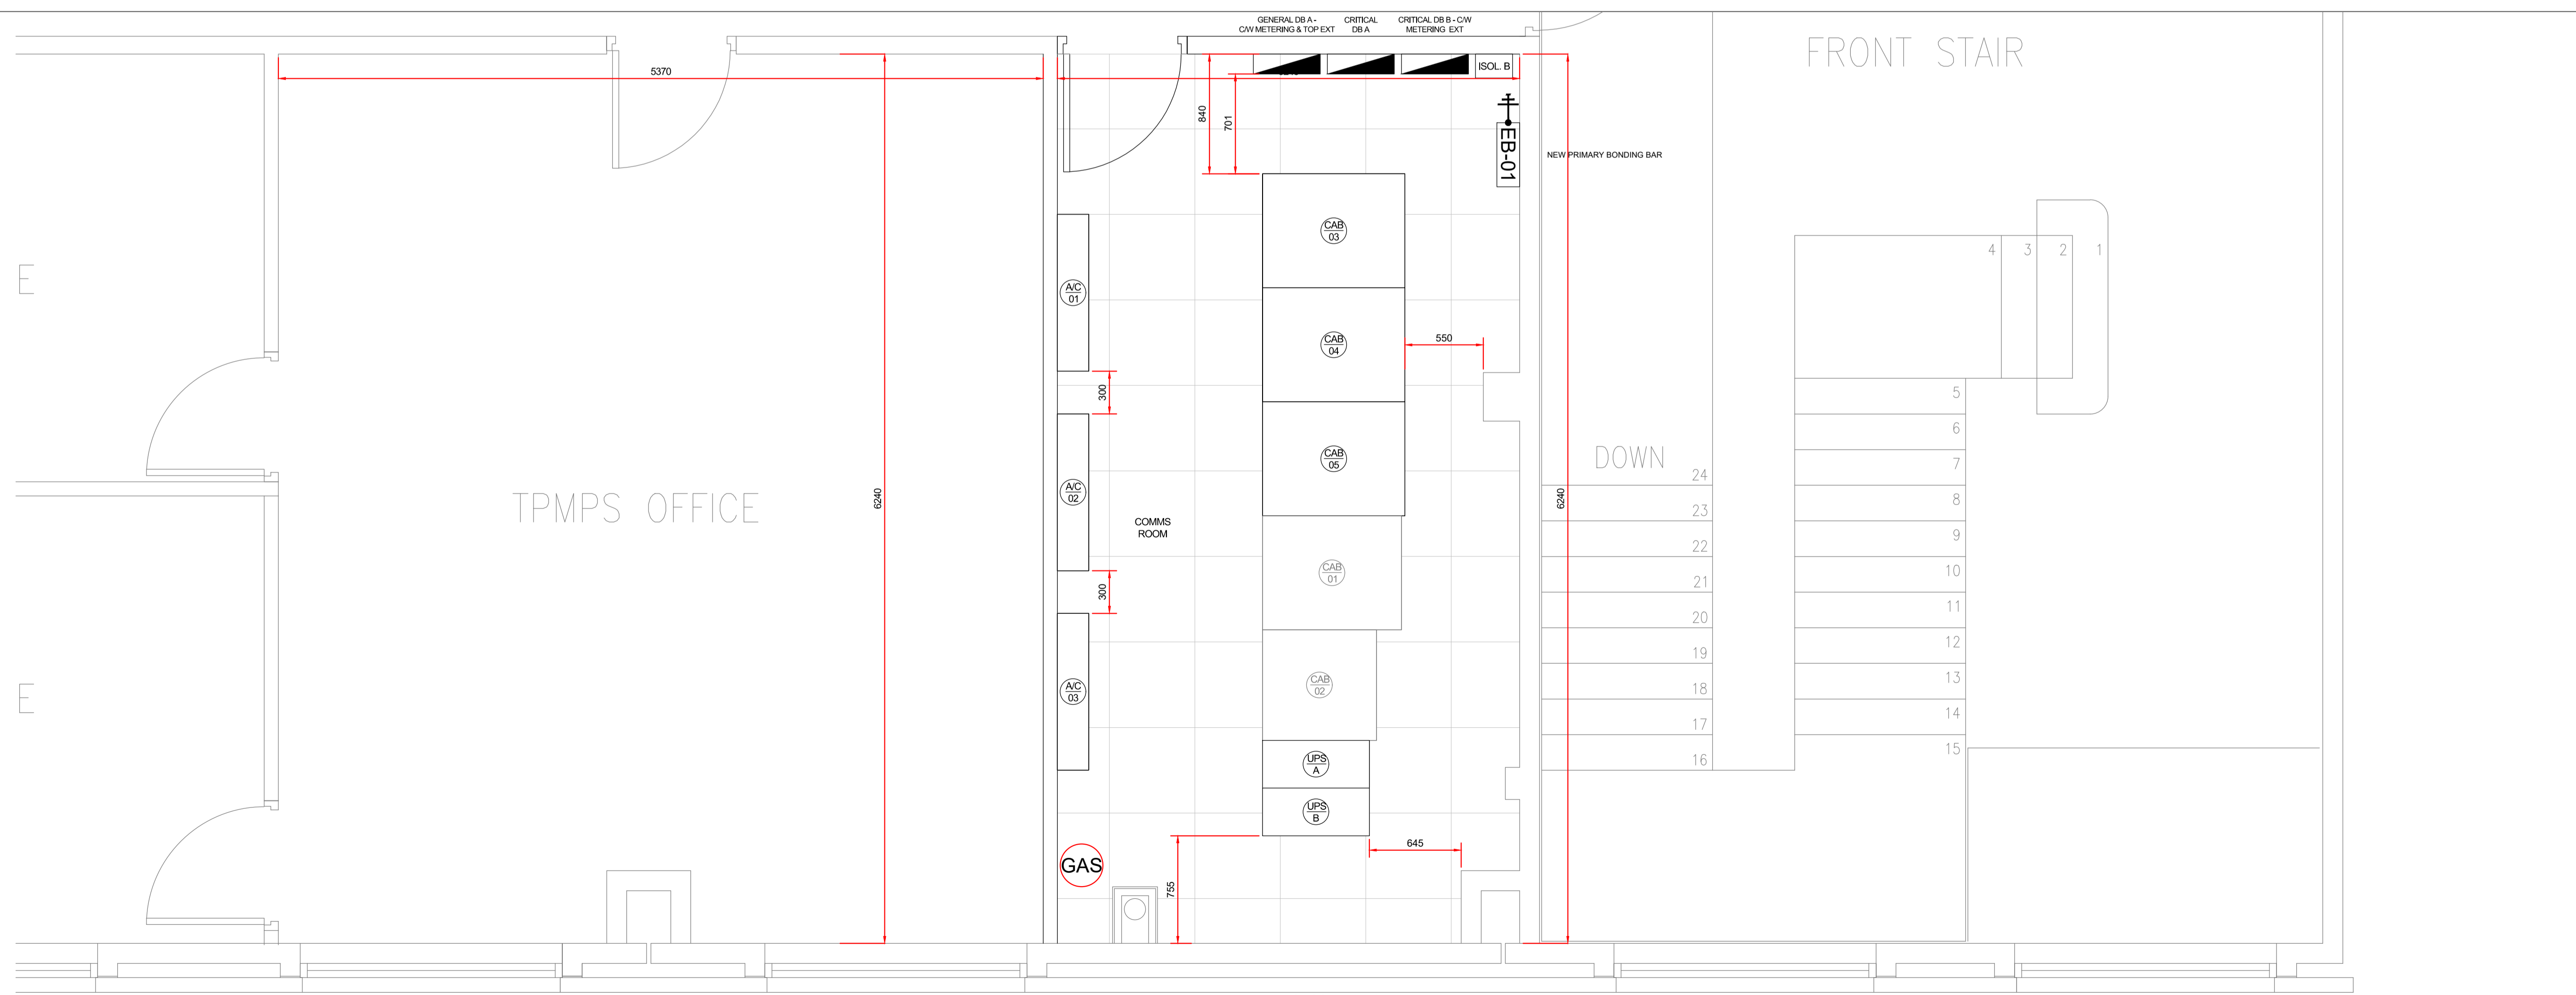 GENERAL DB A -
C/W METERING & TOP EXT
CRITICAL
DB A
CRITICAL DB B - C/W
METERING EXT
FRONT STAIR
5370
ISOL. B
840
701
EB-01
NEW PRIMARY BONDING BAR
CAB
03
4
3
2
1
E
A/C
01
CAB
04
550
300
5
6
7
8
9
10
11
12
13
14
15
CAB
05
DOWN
24
23
22
21
20
19
18
17
16
A/C
02
6240
6240
TPMPS OFFICE
COMMS
ROOM
CAB
01
300
E
A/C
03
CAB
02
UPS
A
UPS
B
645
GAS
755